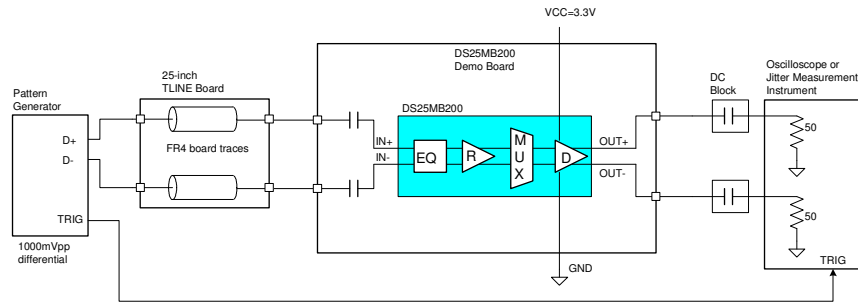 VCC=3.3V
DS25MB200
Demo Board
25-inch
TLINE Board
Pattern
Generator
D+
D-
TRIG
1000mVpp
differential
FR4 board traces
DS25MB200
IN+
IN-
EQ
R
M
U
X
D
OUT+
OUT-
GND
DC
Block
Oscilloscope or
Jitter Measurement
Instrument
50
50
TRIG